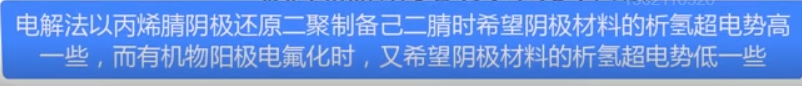 电解法以丙烯腈阴极还原二聚制备己二腈时希望阴极材料的析氢超电势高
一些，而有机物阳极电氟化时，又希望阴极材料的析氢超电势低一些